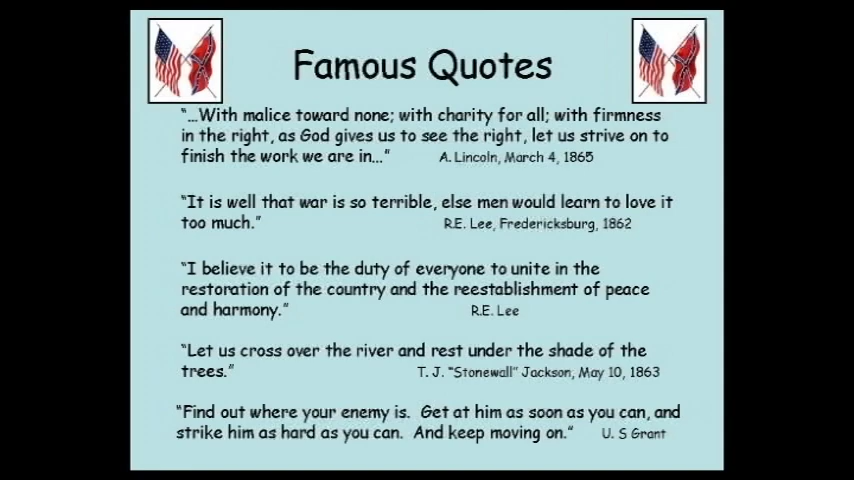 Famous Quotes
"...With malice toward none; with charity for all; with firmness
in the right, as God gives us to see the right, let us strive on to
finish the work we are in..." A. Lincoln, March 4, 1865
"It is well that war is so terrible, else men would learn to love it
too much." R.E. Lee, Fredericksburg, 1862
"I believe it to be the duty of everyone to unite in the
restoration of the country and the reestablishment of peace
and harmony." R.E. Lee
"Let us cross over the river and rest under the shade of the
trees." T. J. "Stonewall" Jackson, May 10, 1863
"Find out where your enemy is. Get at him as soon as you can, and
strike him as hard as you can. And keep moving on." U. S Grant